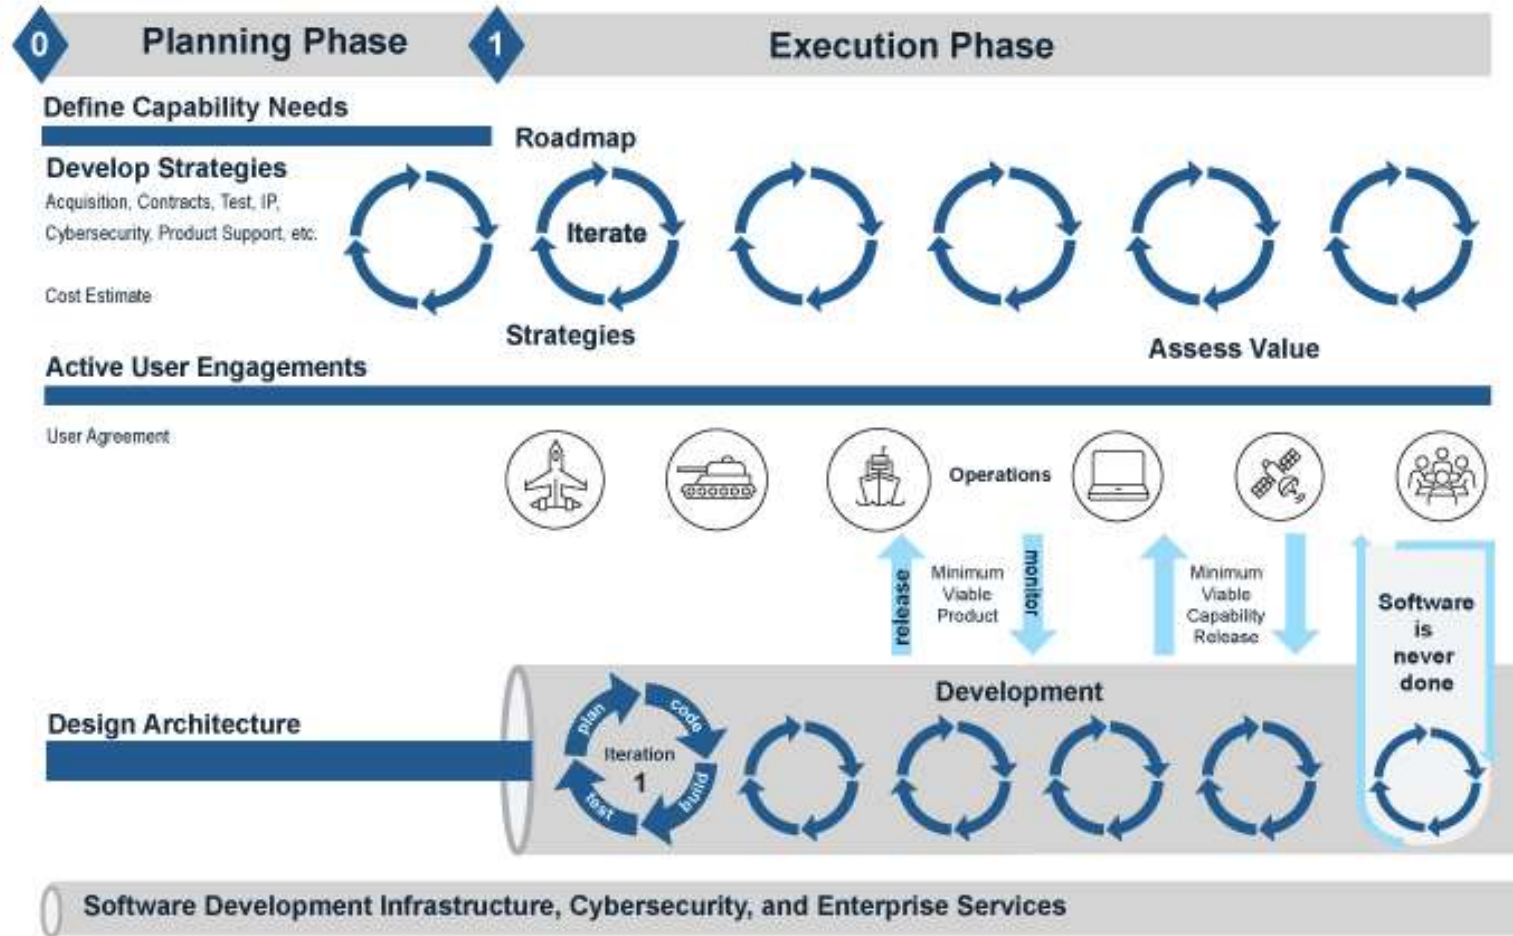 0
Planning Phase
1
Execution Phase
Define Capability Needs
Roadmap
Develop Strategies
Acquisition, Contracts, Test, IP,
Cybersecurity, Product Support, etc.
Iterate
Cost Estimate
Strategies
Assess Value
Active User Engagements
User Agreement
Operations
release
Minimum
Viable
Product
monitor
Minimum
Viable
Capability
Release
Software
is
never
done
Development
Design Architecture
plan
code
build
test
Iteration
1
Software Development Infrastructure, Cybersecurity, and Enterprise Services